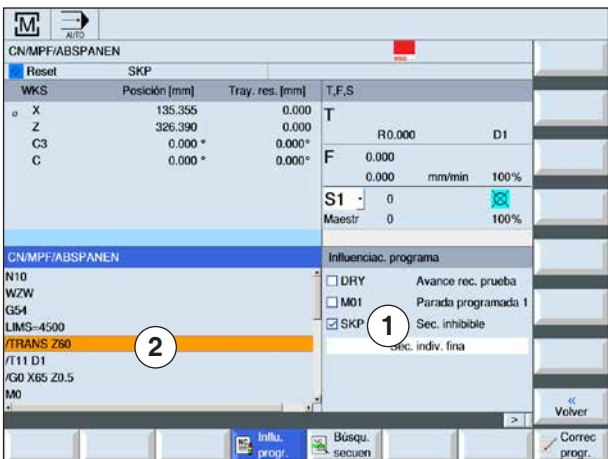 M
AUTO
CN/MPF/ABSPANEN
Reset SKP
WKS Posición [mm] Tray. res. [mm] T,F,S
X 135.355 0.000
Z 326.390 0.000
C3 0.000 ° 0.000°
C 0.000 ° 0.000°
T
R0.000 D1
F 0.000
0.000 mm/min 100%
S1 0
Maestr 0 100%
CN/MPF/ABSPANEN
N10
WZW
G54
LIMS=4500
/TRANS Z60
/T11 D1
/G0 X65 Z0.5
M0
2
Influenciac. programa
DRY Avance rec. prueba
M01 Parada programada 1
SKP Sec. inhibible
1
Sec. indiv. fina
>
«
Volver
Influ.
progr.
Búsqu.
secuen
Correc
progr.